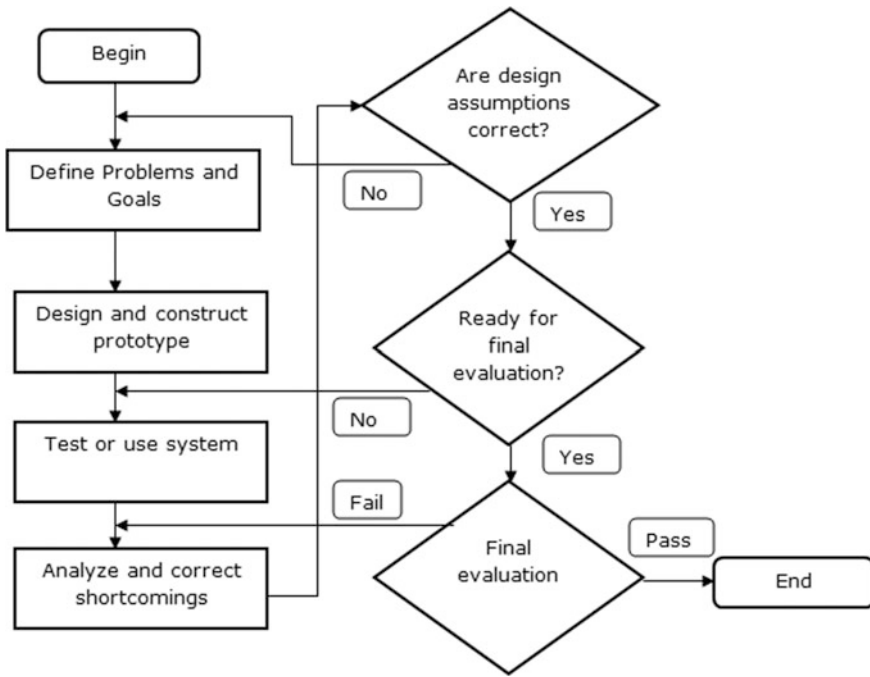 Begin
Define Problems and
Goals
Design and construct
prototype
Test or use system
Analyze and correct
shortcomings
Are design
assumptions
correct?
No
Yes
Ready for
final
evaluation?
No
Yes
Fail
Final
evaluation
Pass
End